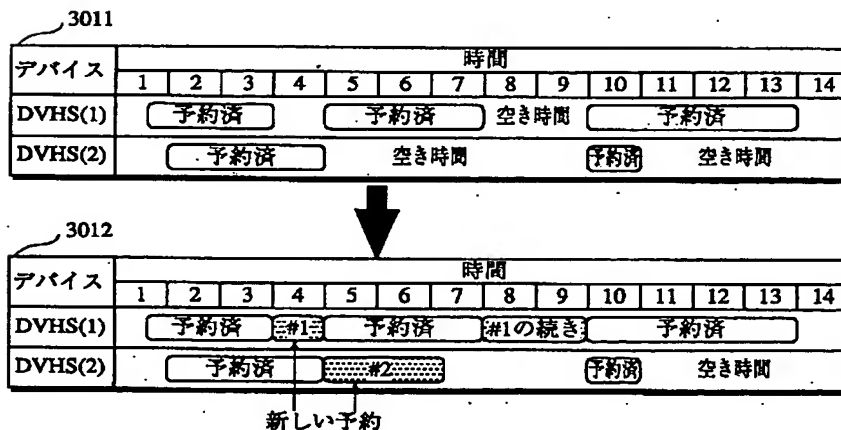 3011
デバイス 時間
1 2 3 4 5 6 7 8 9 10 11 12 13 14
DVHS(1) 予約済 予約済 空き時間 予約済
DVHS(2) 予約済 空き時間 予約済 空き時間
3012
デバイス 時間
1 2 3 4 5 6 7 8 9 10 11 12 13 14
DVHS(1) 予約済 #1 予約済 #1の続き 予約済
DVHS(2) 予約済 #2 予約済 空き時間
新しい予約